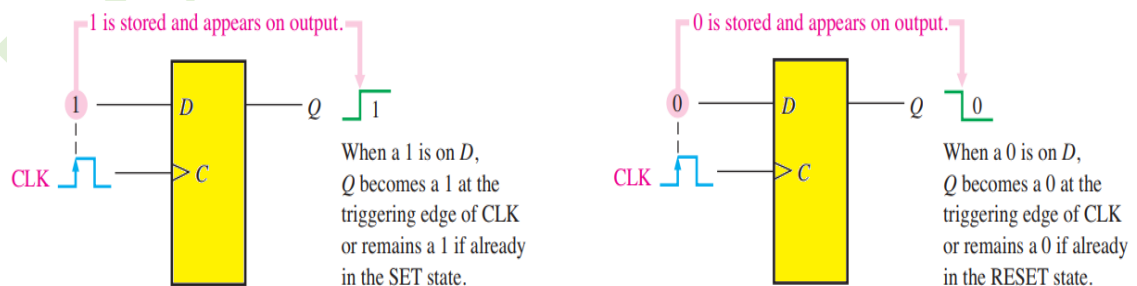 1 is stored and appears on output.
1
D
Q
1
CLK
C
When a 1 is on D,
Q becomes a 1 at the
triggering edge of CLK
or remains a 1 if already
in the SET state.
0 is stored and appears on output.
0
D
Q
0
CLK
C
When a 0 is on D,
Q becomes a 0 at the
triggering edge of CLK
or remains a 0 if already
in the RESET state.